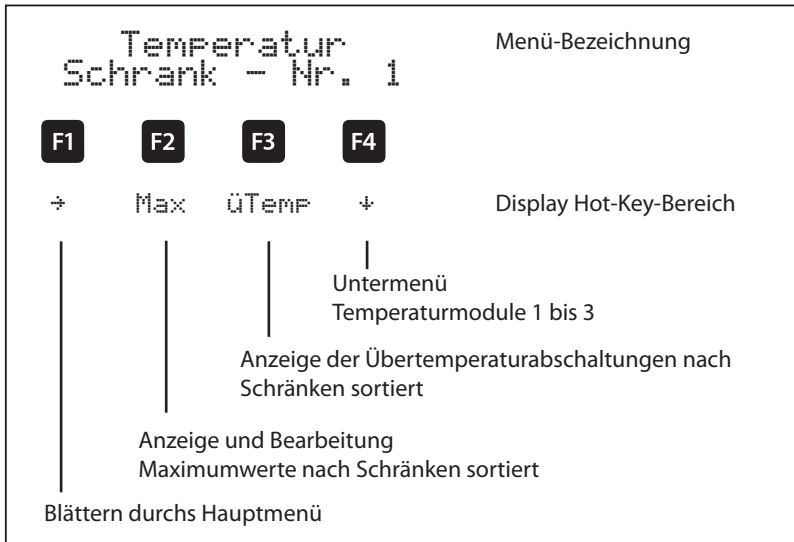 Temperatur
Menü-Bezeichnung
Schrank - Nr. 1
F1 F2 F3 F4
→ Max üTemp ↓
Display Hot-Key-Bereich
Untermenü
Temperaturmodule 1 bis 3
Anzeige der Übertemperaturabschaltungen nach
Schränken sortiert
Anzeige und Bearbeitung
Maximumwerte nach Schränken sortiert
Blättern durchs Hauptmenü